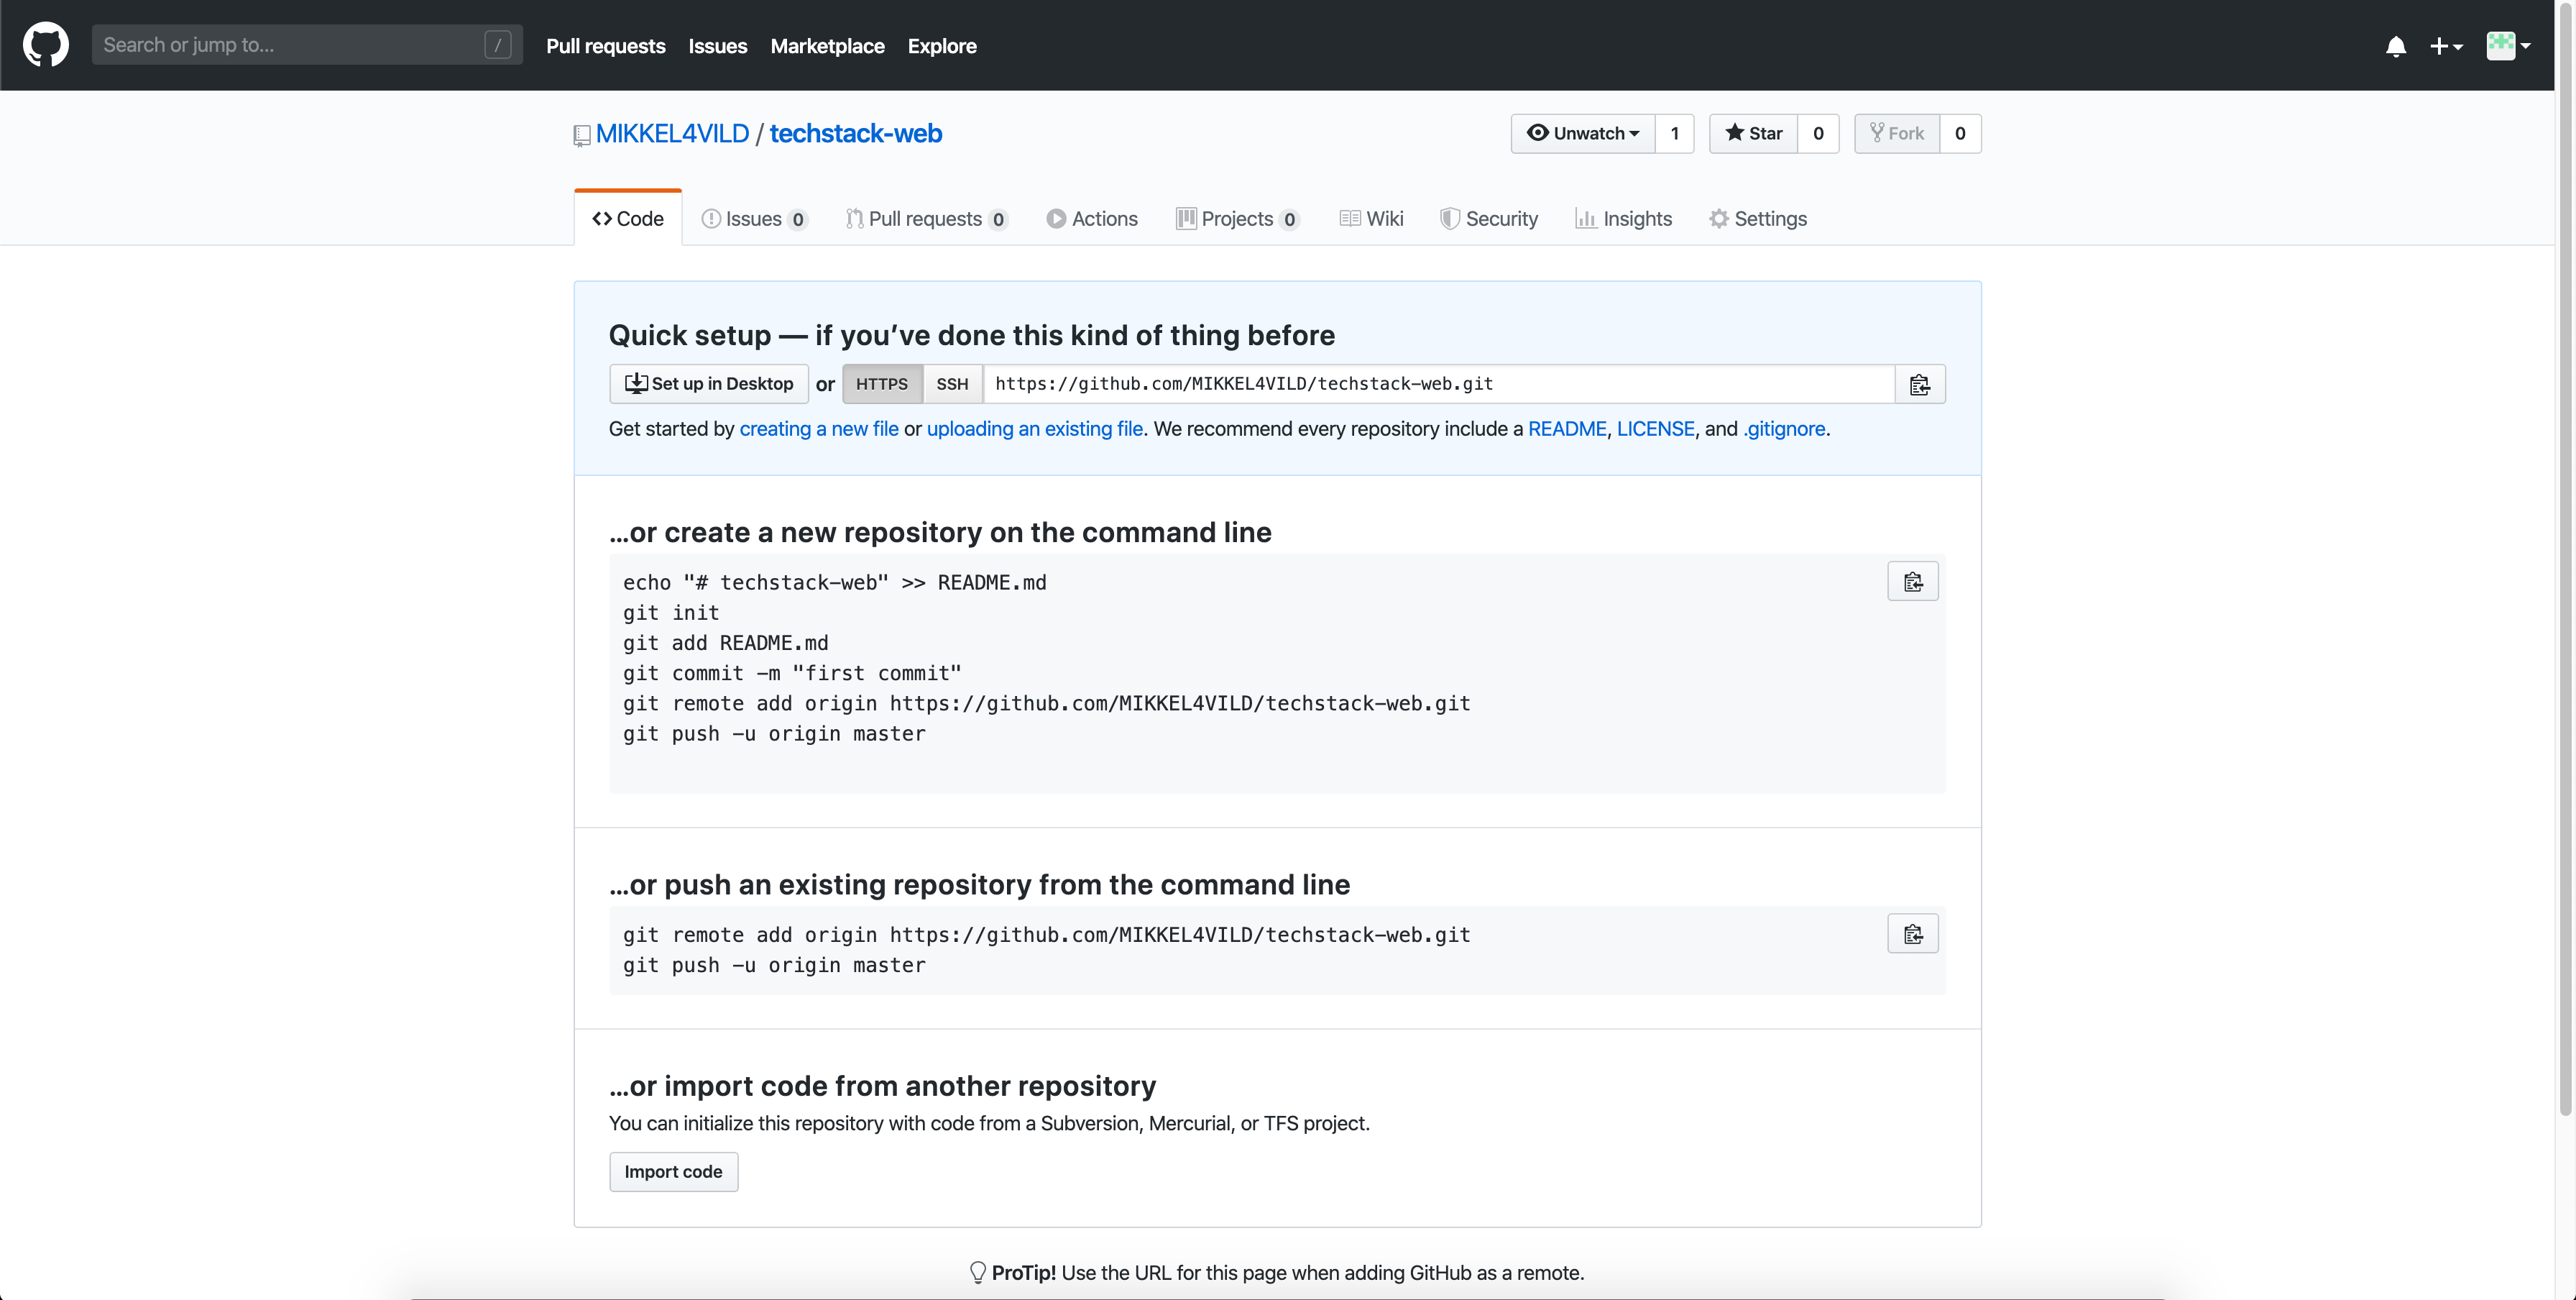 Search or jump to... /
Pull requests Issues Marketplace Explore
MIKKEL4VILD / techstack-web
Unwatch 1 Star 0 Fork 0
Code Issues 0 Pull requests 0 Actions Projects 0 Wiki Security Insights Settings
Quick setup — if you’ve done this kind of thing before
Set up in Desktop or HTTPS SSH https://github.com/MIKKEL4VILD/techstack-web.git
Get started by creating a new file or uploading an existing file. We recommend every repository include a README, LICENSE, and .gitignore.
…or create a new repository on the command line
echo "# techstack-web" >> README.md
git init
git add README.md
git commit -m "first commit"
git remote add origin https://github.com/MIKKEL4VILD/techstack-web.git
git push -u origin master
…or push an existing repository from the command line
git remote add origin https://github.com/MIKKEL4VILD/techstack-web.git
git push -u origin master
…or import code from another repository
You can initialize this repository with code from a Subversion, Mercurial, or TFS project.
Import code
ProTip! Use the URL for this page when adding GitHub as a remote.